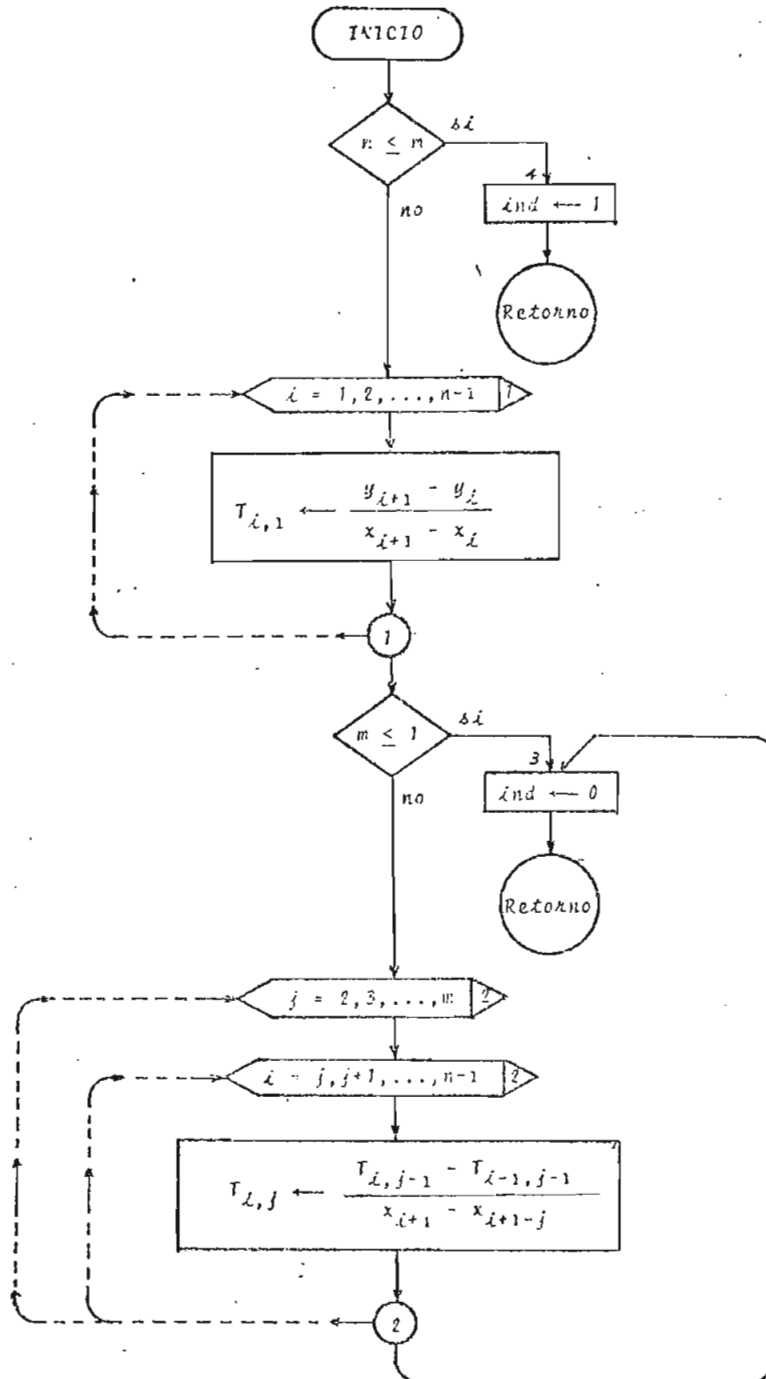 INICIO
n ≤ m
si
no
4
ind ← 1
Retorno
i = 1,2,...,n-1
1
T_{i,1} ← \frac{y_{i+1} - y_i}{x_{i+1} - x_i}
1
m ≤ 1
si
no
3
ind ← 0
Retorno
j = 2,3,...,m
2
i = j,j+1,...,n-1
2
T_{i,j} ← \frac{T_{i,j-1} - T_{i-1,j-1}}{x_{i+1} - x_{i+1-j}}
2